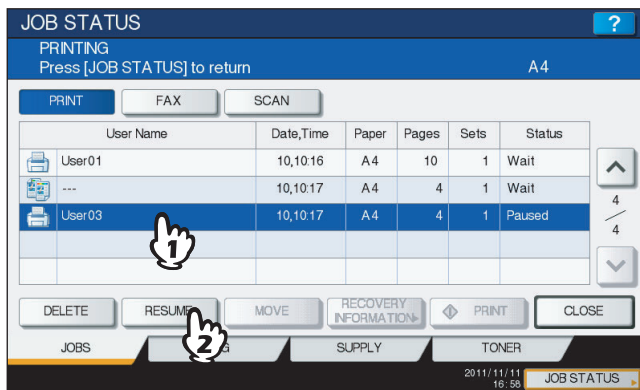 JOB STATUS ?
PRINTING
Press [JOB STATUS] to return A4
PRINT FAX SCAN
User Name Date,Time Paper Pages Sets Status
User01 10,10:16 A4 10 1 Wait
--- 10,10:17 A4 4 1 Wait
User03 10,10:17 A4 4 1 Paused
4
4
1
DELETE RESUME MOVE RECOVERY INFORMATION PRINT CLOSE
2
JOBS SUPPLY TONER
2011/11/11
16:58 JOB STATUS